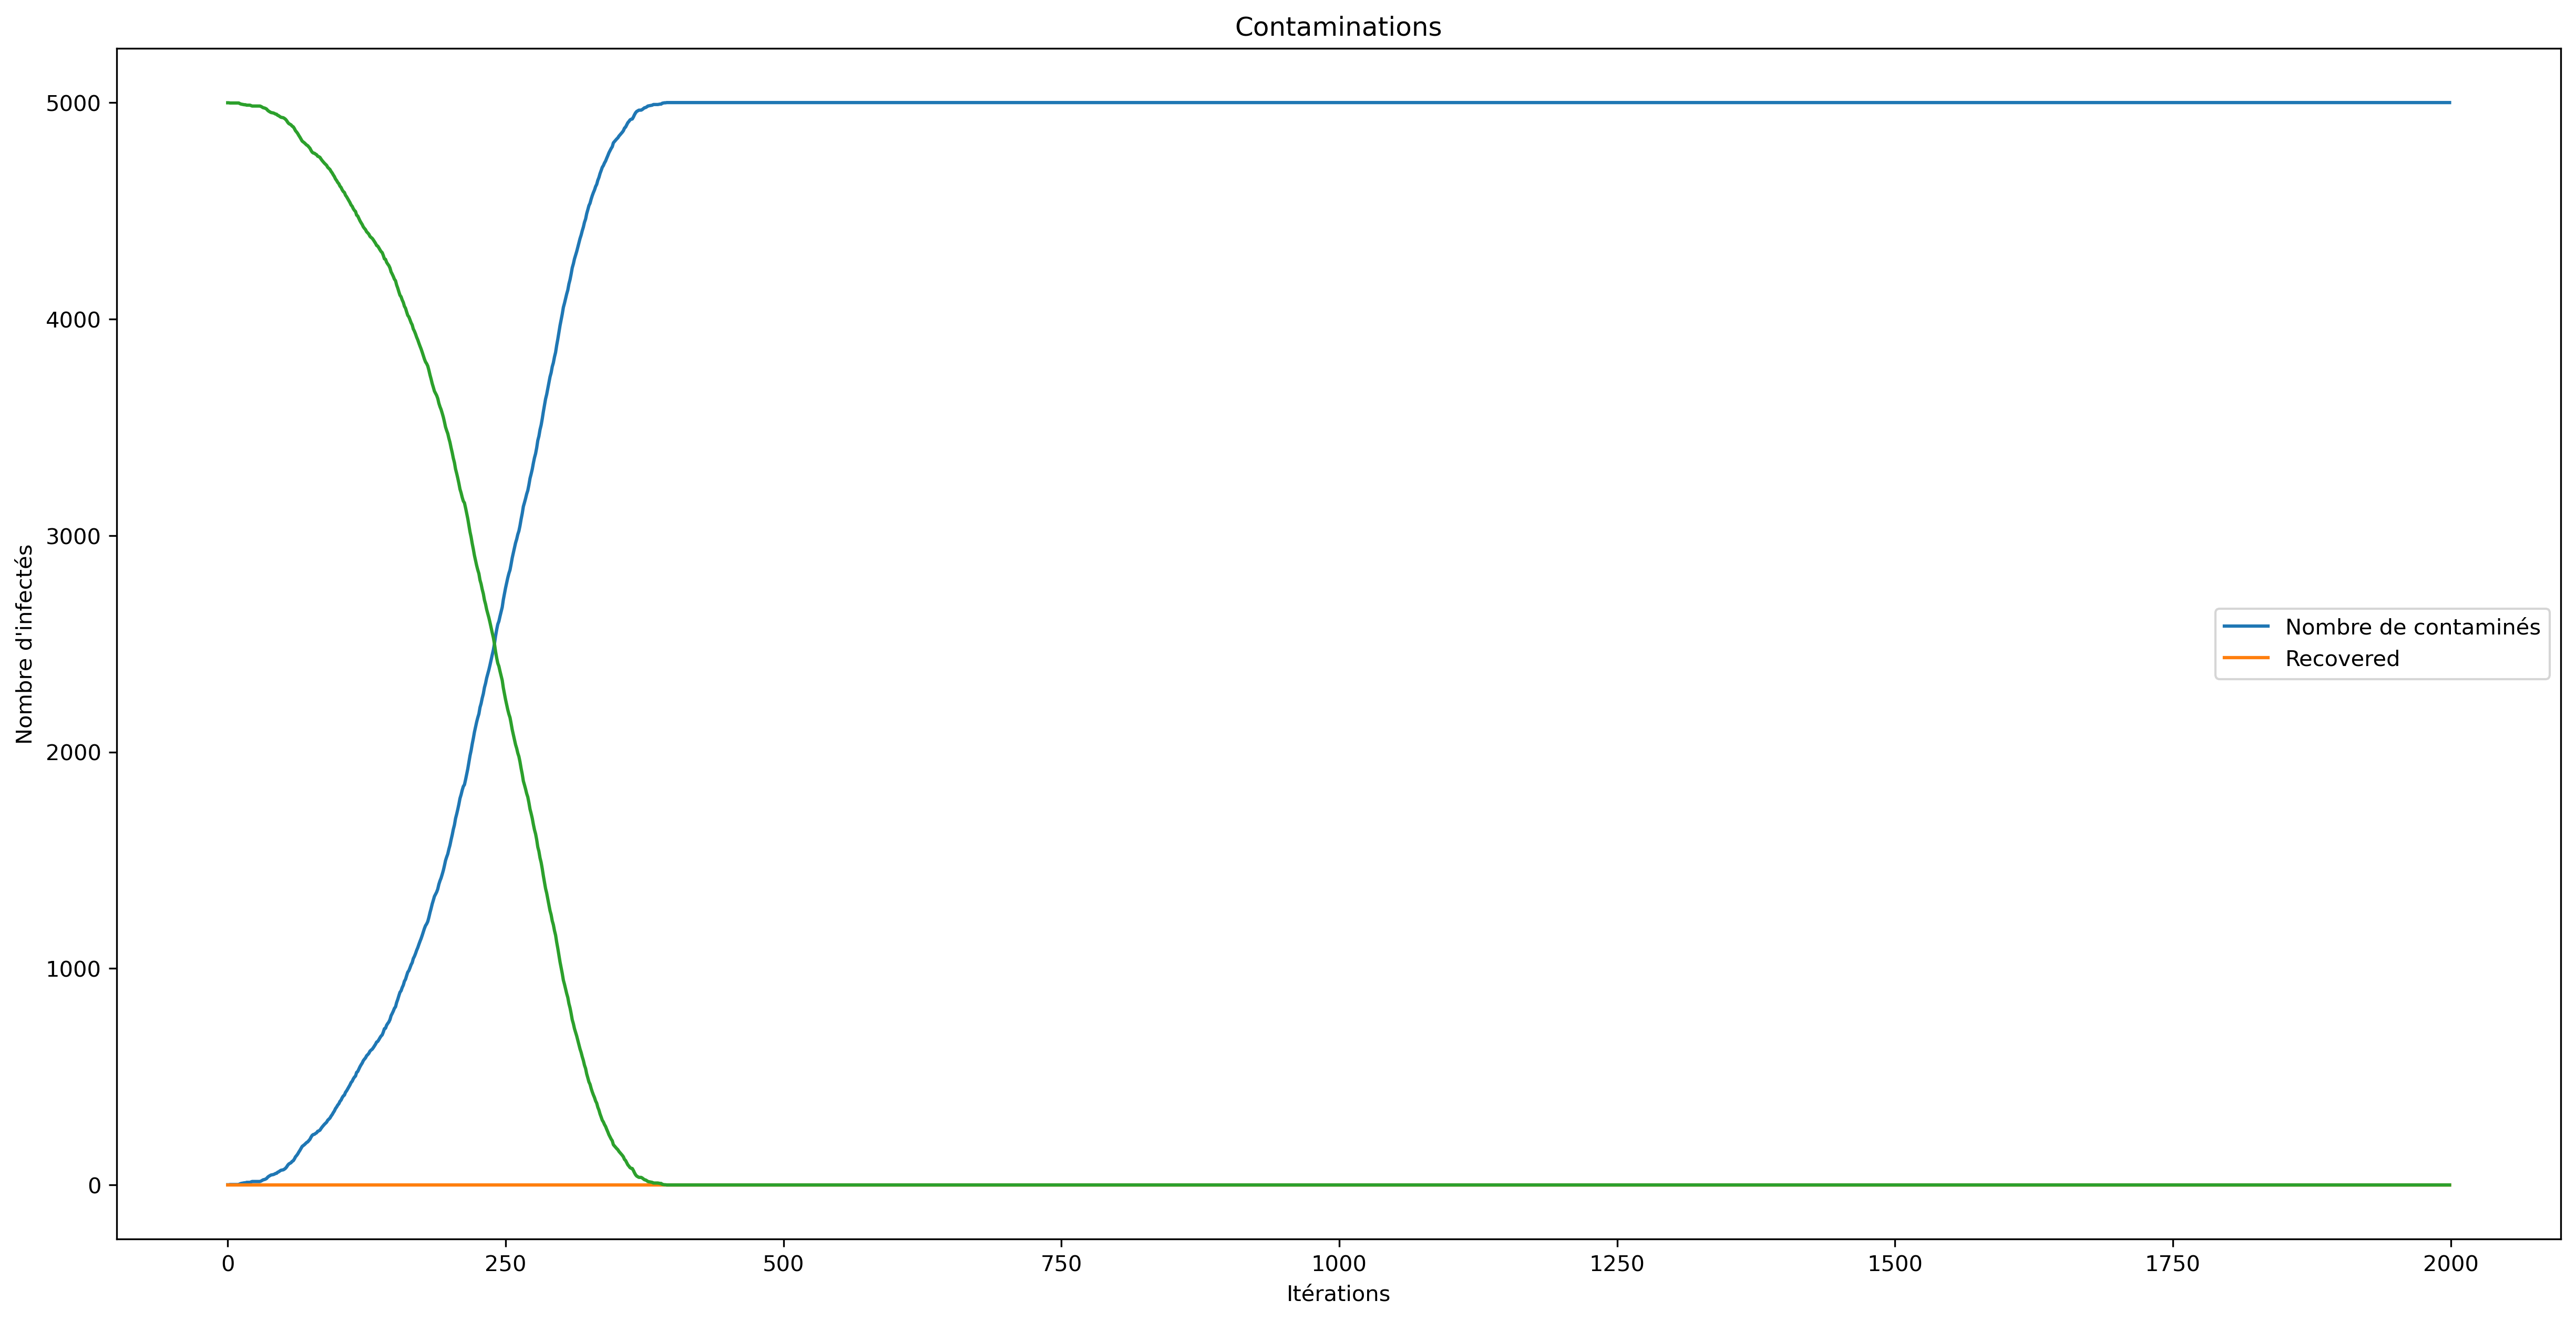 Contaminations
5000
4000
3000
2000
1000
0
Nombre d'infectés
Nombre de contaminés
Recovered
0 250 500 750 1000 1250 1500 1750 2000
Itérations